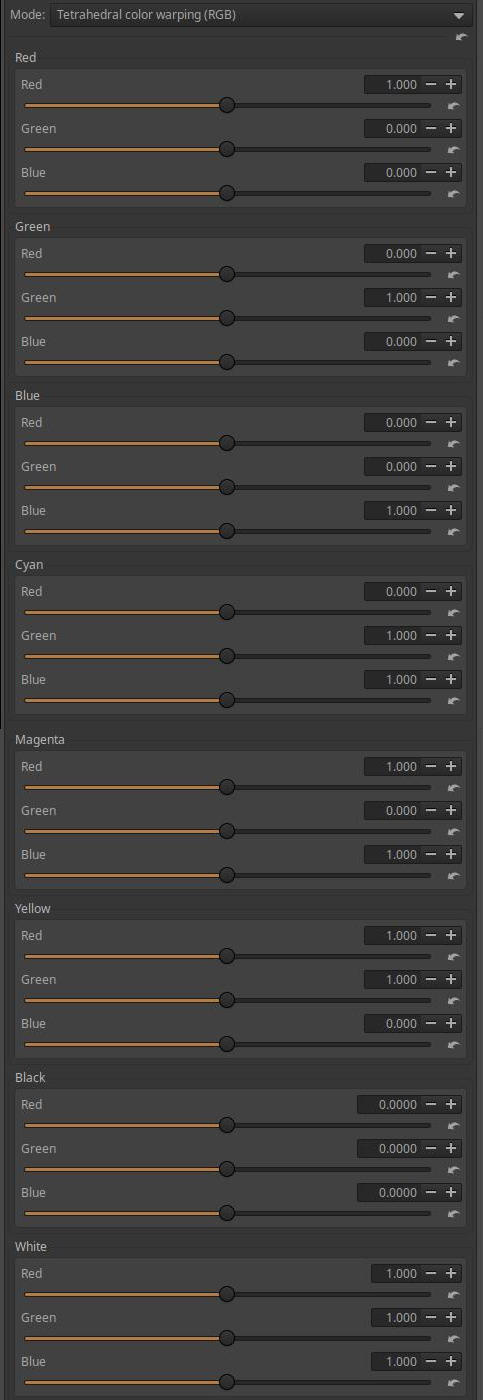 Mode: Tetrahedral color warping (RGB)
Red
Red 1.000
Green 0.000
Blue 0.000
Green
Red 0.000
Green 1.000
Blue 0.000
Blue
Red 0.000
Green 0.000
Blue 1.000
Cyan
Red 0.000
Green 1.000
Blue 1.000
Magenta
Red 1.000
Green 0.000
Blue 1.000
Yellow
Red 1.000
Green 1.000
Blue 0.000
Black
Red 0.0000
Green 0.0000
Blue 0.0000
White
Red 1.000
Green 1.000
Blue 1.000